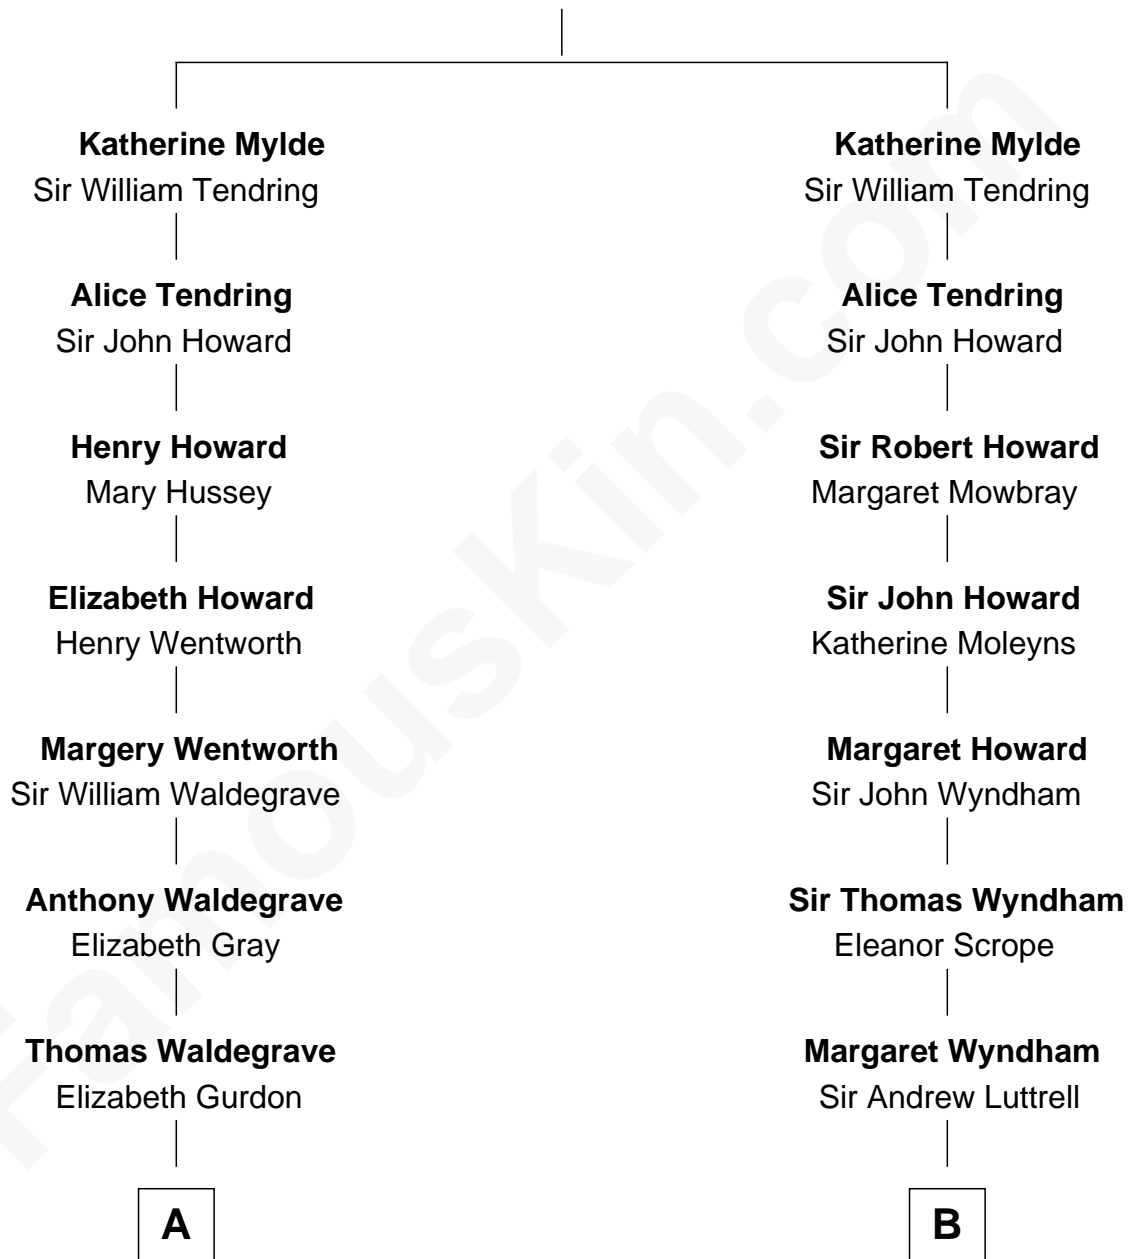 Katherine Mylde
Sir William Tendring
Alice Tendring
Sir John Howard
Henry Howard
Mary Hussey
Elizabeth Howard
Henry Wentworth
Margery Wentworth
Sir William Waldegrave
Anthony Waldegrave
Elizabeth Gray
Thomas Waldegrave
Elizabeth Gurdon
A
Katherine Mylde
Sir William Tendring
Alice Tendring
Sir John Howard
Sir Robert Howard
Margaret Mowbray
Sir John Howard
Katherine Moleyns
Margaret Howard
Sir John Wyndham
Sir Thomas Wyndham
Eleanor Scrope
Margaret Wyndham
Sir Andrew Luttrell
B
FamousKin.com